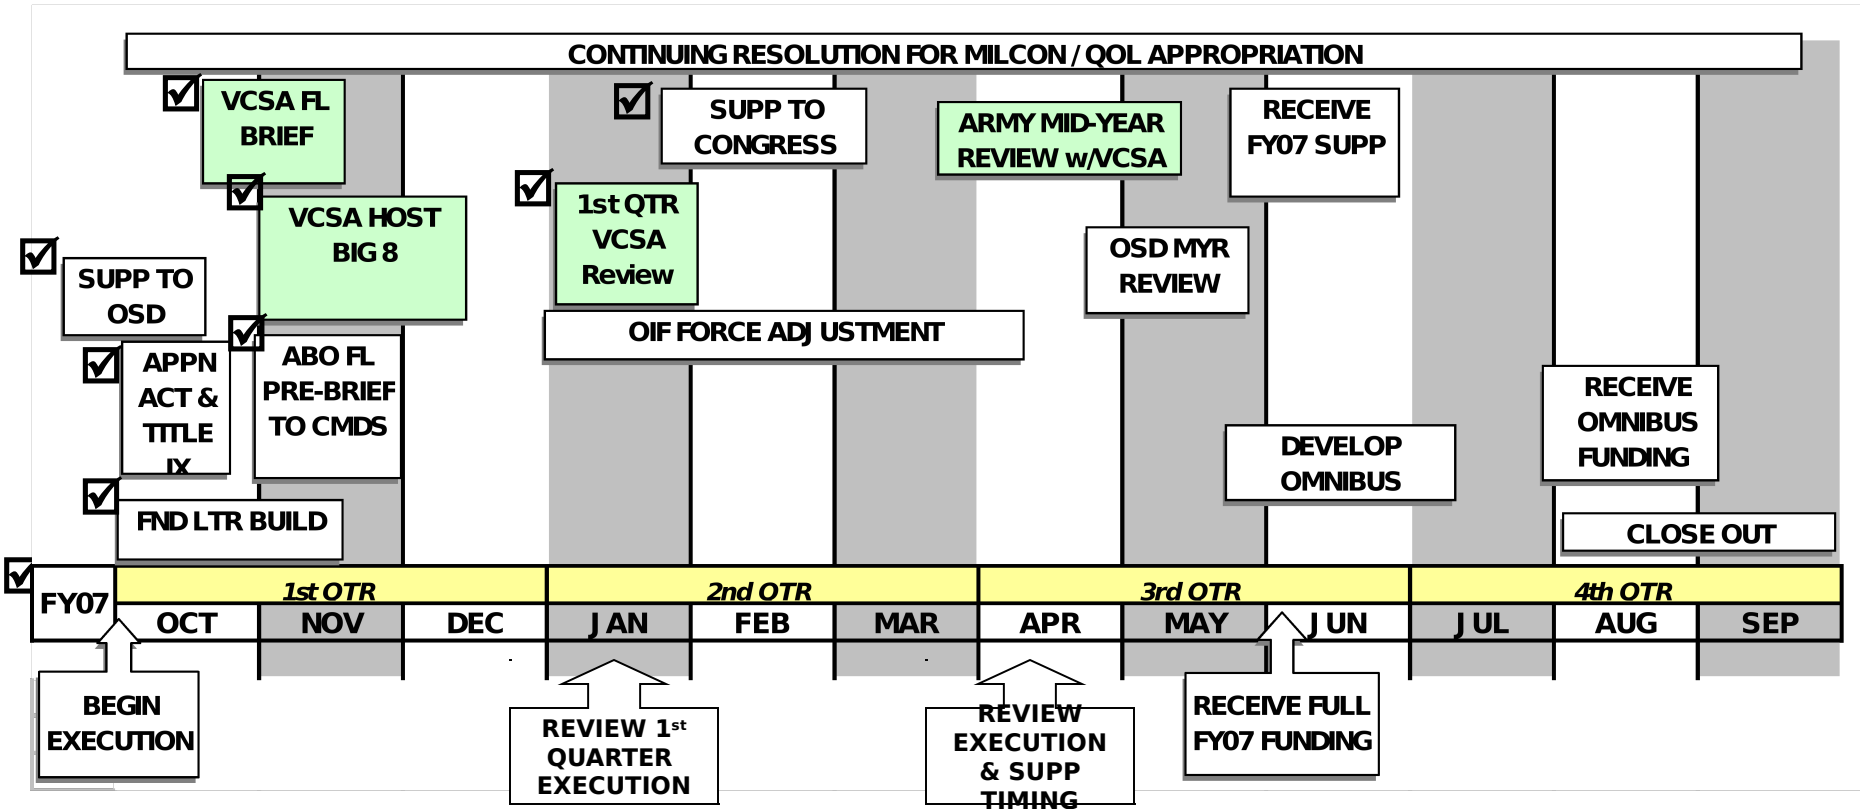 CONTINUING RESOLUTION FOR MILCON / QOL APPROPRIATION
VCSA FL
BRIEF
SUPP TO
CONGRESS
ARMY MID-YEAR
REVIEW w/VCSA
RECEIVE
FY07 SUPP
VCSA HOST
BIG 8
1st QTR
VCSA
Review
OSD MYR
REVIEW
SUPP TO
OSD
OIF FORCE ADJUSTMENT
APPN
ACT &
TITLE
IX
ABO FL
PRE-BRIEF
TO CMDS
RECEIVE
OMNIBUS
FUNDING
DEVELOP
OMNIBUS
FND LTR BUILD
CLOSE OUT
FY07
1st QTR
2nd QTR
3rd QTR
4th QTR
OCT
NOV
DEC
JAN
FEB
MAR
APR
MAY
JUN
JUL
AUG
SEP
BEGIN
EXECUTION
REVIEW 1st
QUARTER
EXECUTION
REVIEW
EXECUTION
& SUPP
TIMING
RECEIVE FULL
FY07 FUNDING